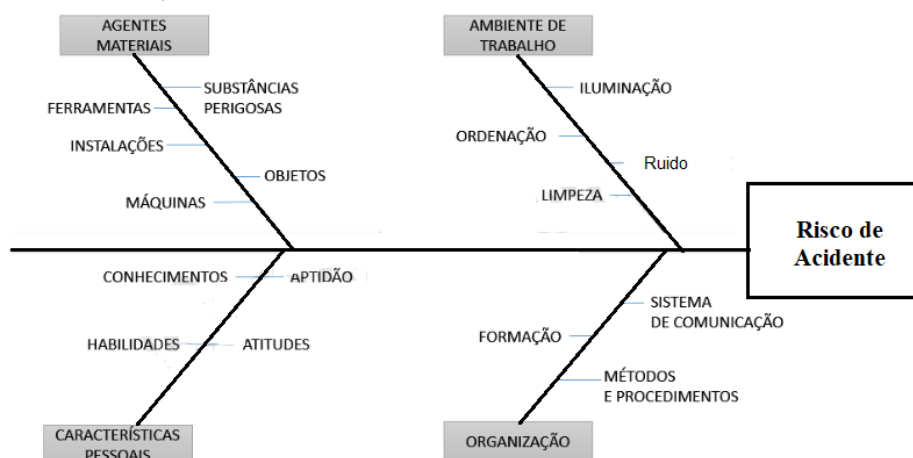 AGENTES
MATERIAIS
AMBIENTE DE
TRABALHO
SUBSTÂNCIAS
PERIGOSAS
FERRAMENTAS
INSTALAÇÕES
OBJETOS
MÁQUINAS
ILUMINAÇÃO
ORDENAÇÃO
Ruido
LIMPEZA
Risco de
Acidente
CONHECIMENTOS
APTIDÃO
HABILIDADES
ATITUDES
SISTEMA
DE COMUNICAÇÃO
FORMAÇÃO
MÉTODOS
E PROCEDIMENTOS
CARACTERÍSTICAS
PESSOAIS
ORGANIZAÇÃO